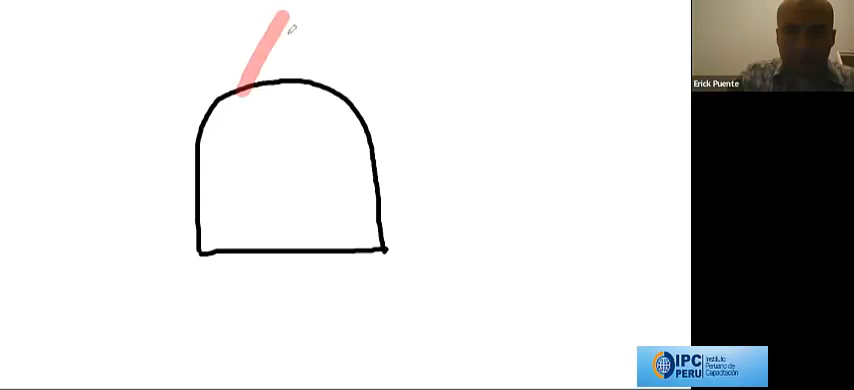 Erick Puente
IPC
PERU
Instituto
Peruano de
Capacitación